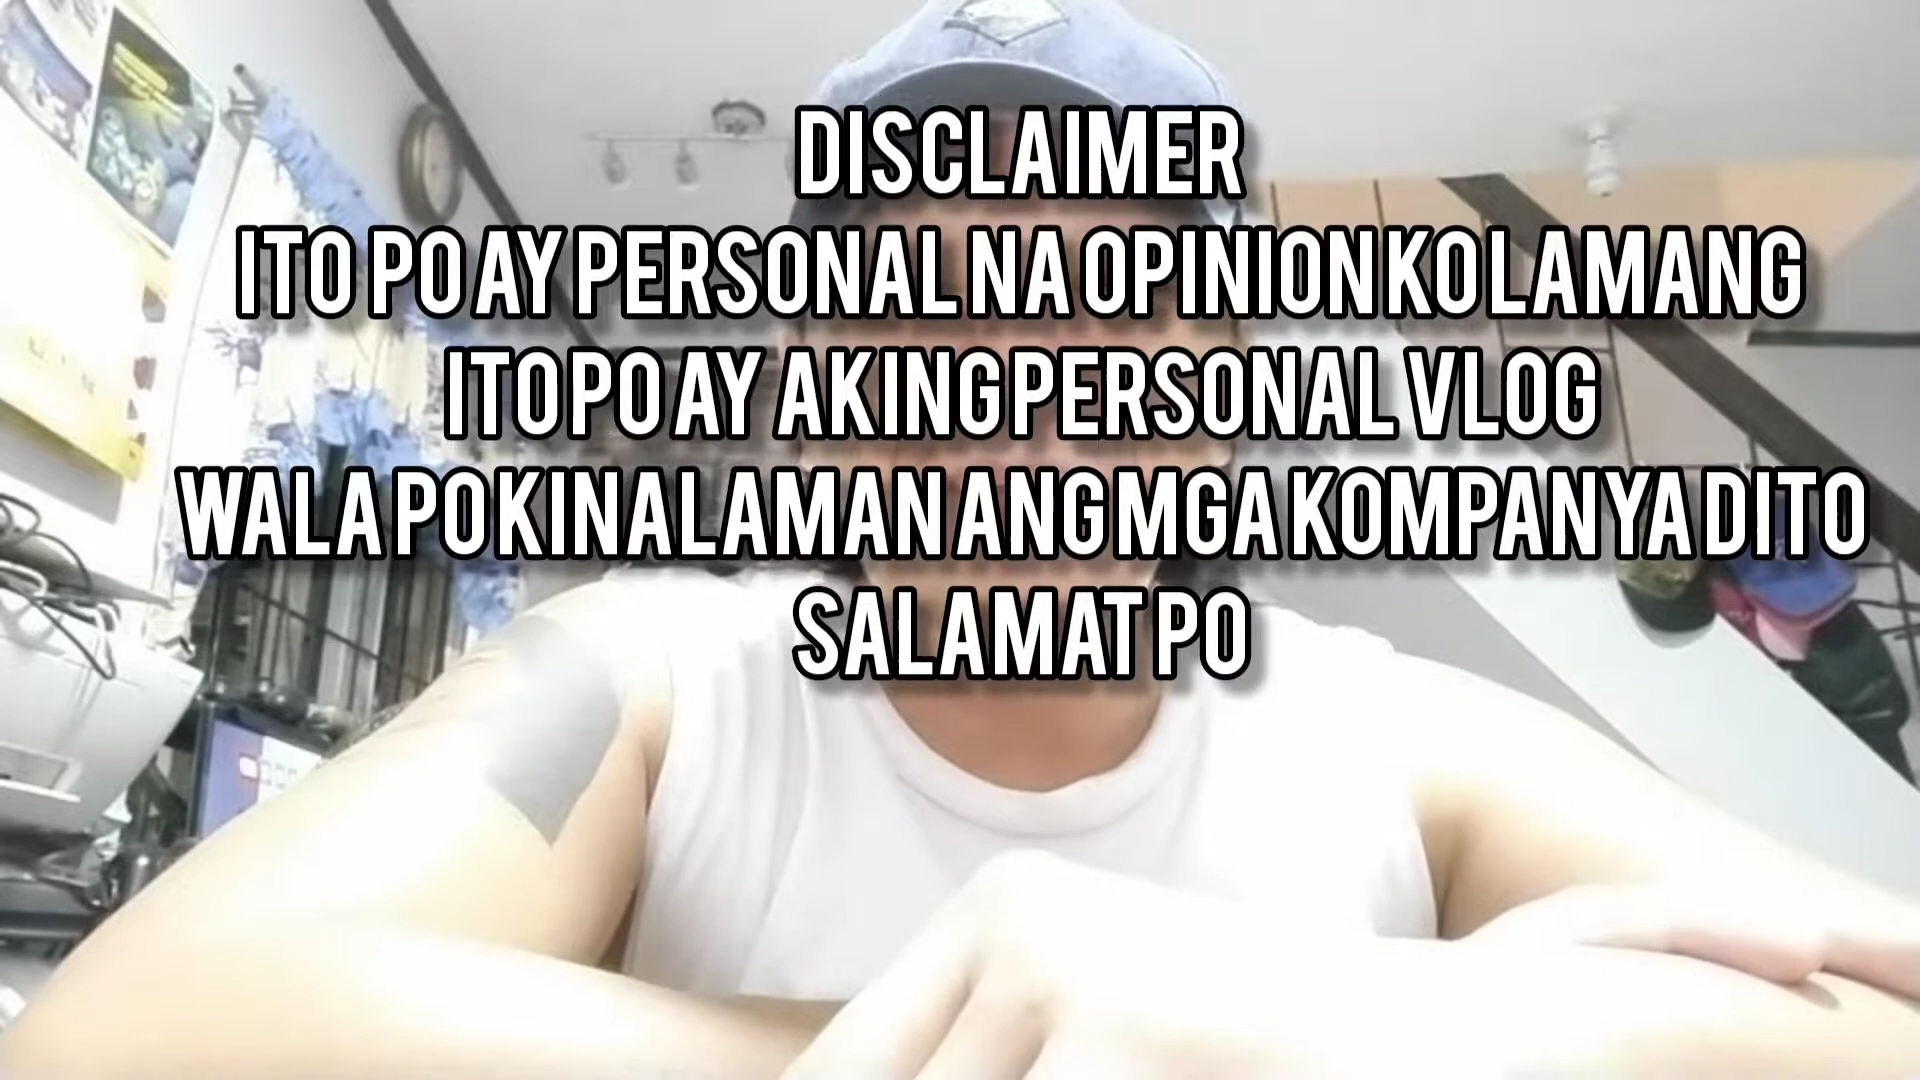 DISCLAIMER
ITO PO AY PERSONAL NA OPINION KO LAMANG
ITO PO AY AKING PERSONAL VLOG
WALA PO KINALAMAN ANG MGA KOMPANYA DITO
SALAMAT PO